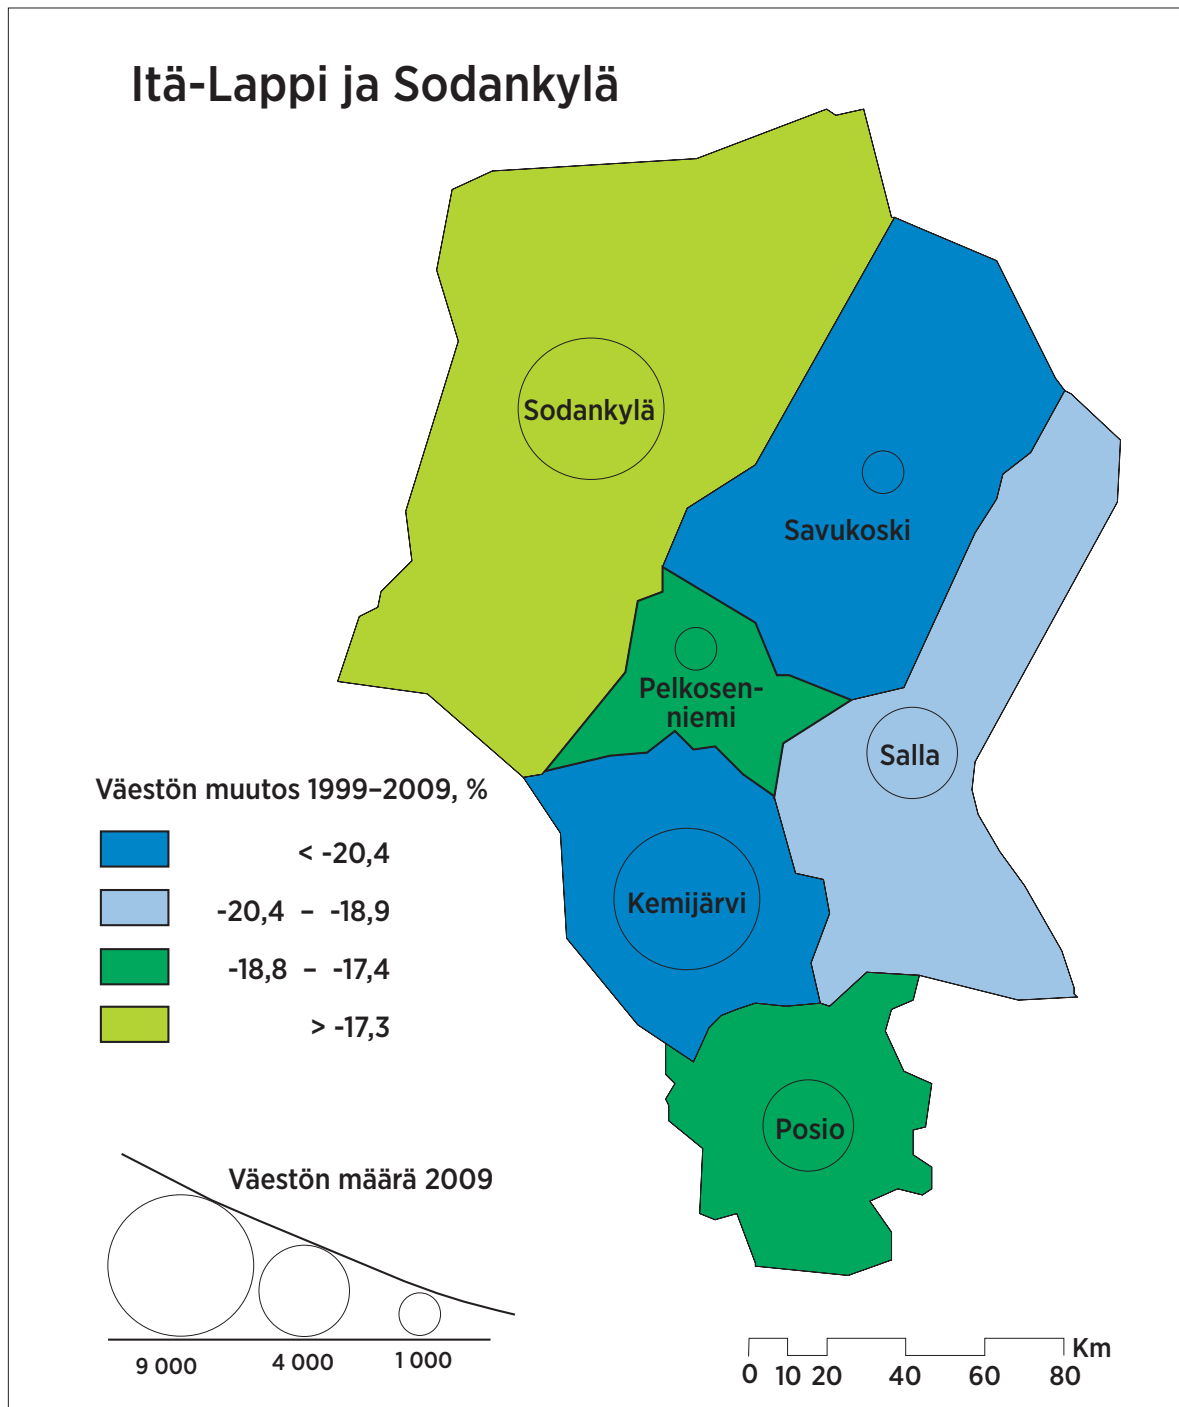 Itä-Lappi ja Sodankylä
Sodankylä
Savukoski
Pelkosen-
niemi
Salla
Kemijärvi
Posio
Väestön muutos 1999–2009, %
< -20,4
-20,4 – -18,9
-18,8 – -17,4
> -17,3
Väestön määrä 2009
9 000 4 000 1 000
Km
0 10 20 40 60 80